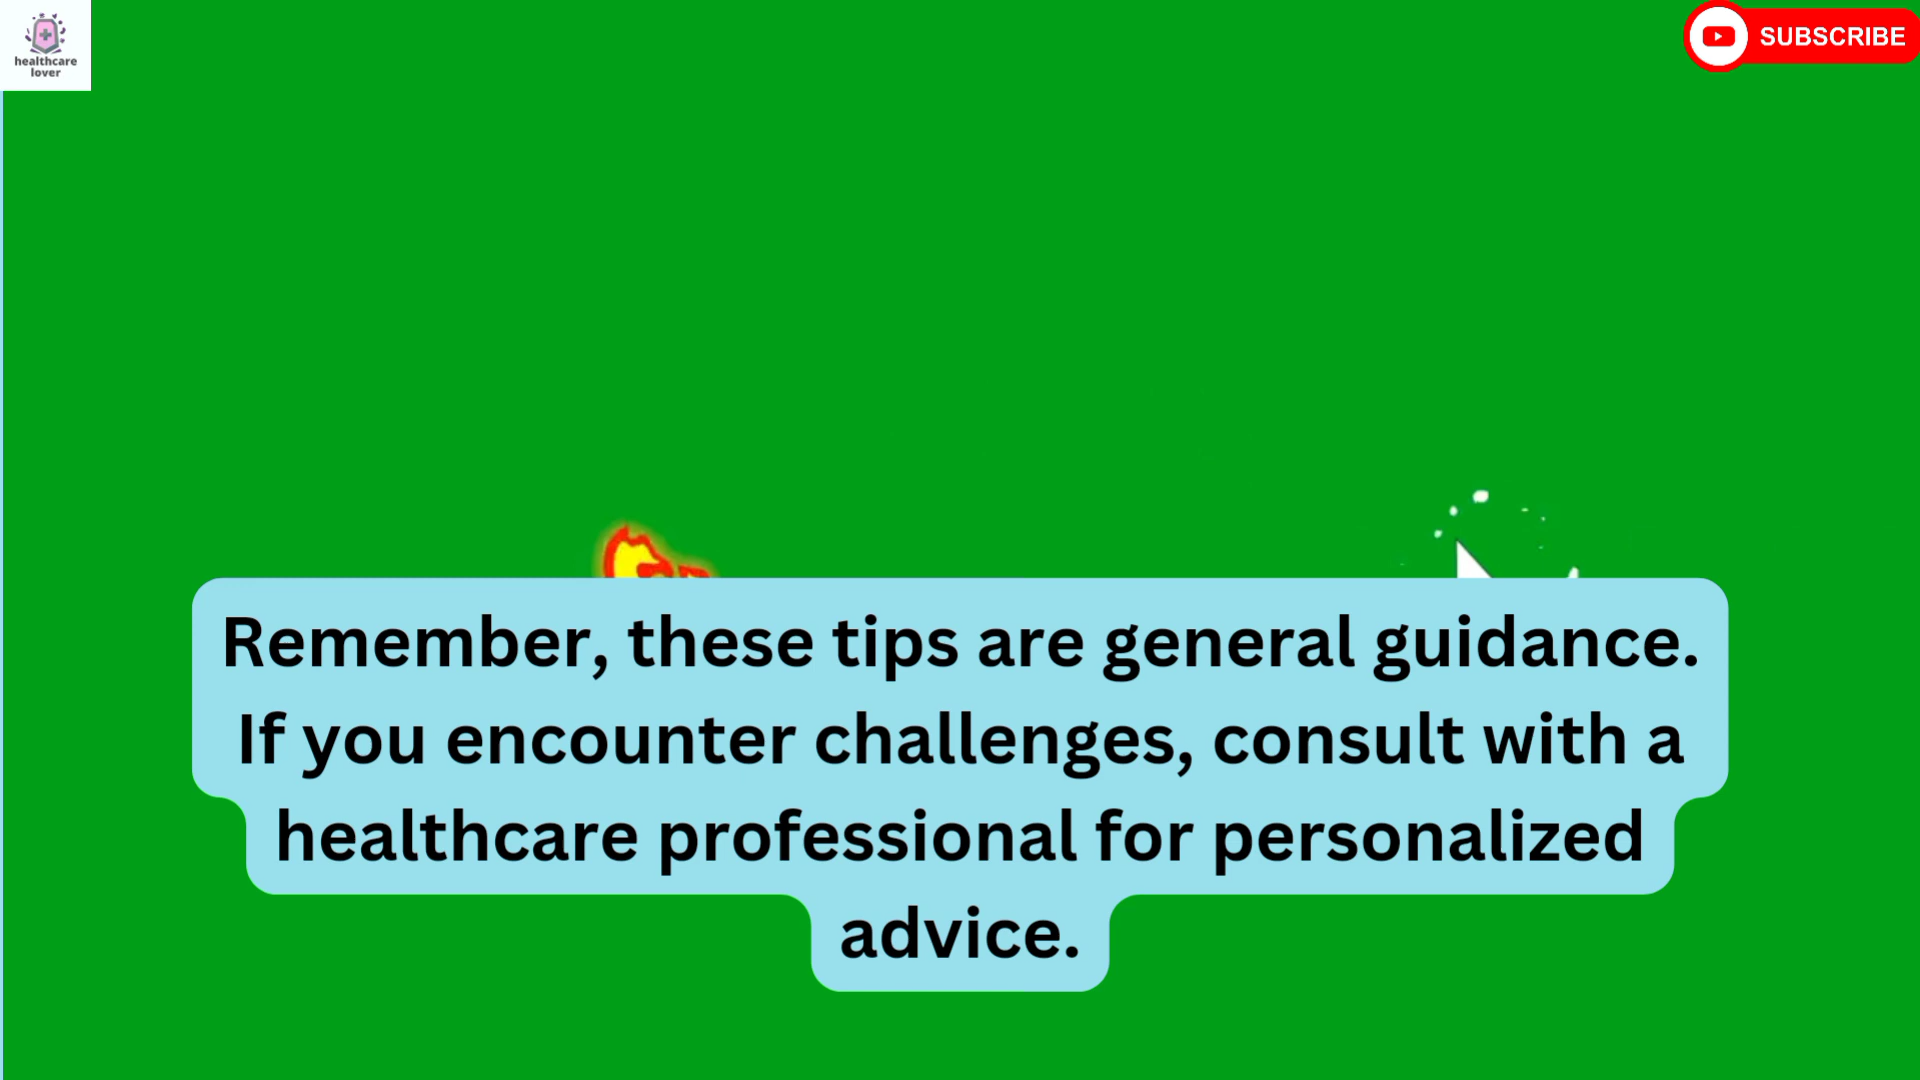 healthcare
lover
SUBSCRIBE
Remember, these tips are general guidance.
If you encounter challenges, consult with a
healthcare professional for personalized
advice.